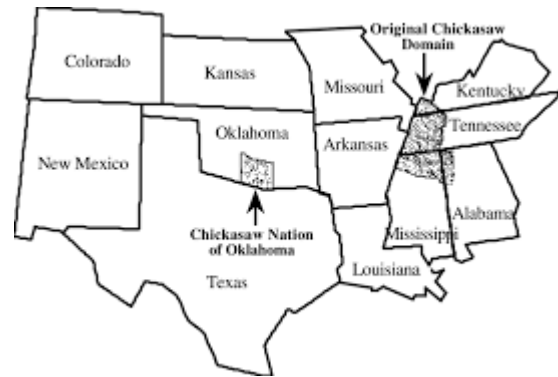 Original Chickasaw
Domain
Colorado
Kansas
Missouri
Kentucky
Oklahoma
Arkansas
Tennessee
New Mexico
Chickasaw Nation
of Oklahoma
Mississippi
Alabama
Texas
Louisiana